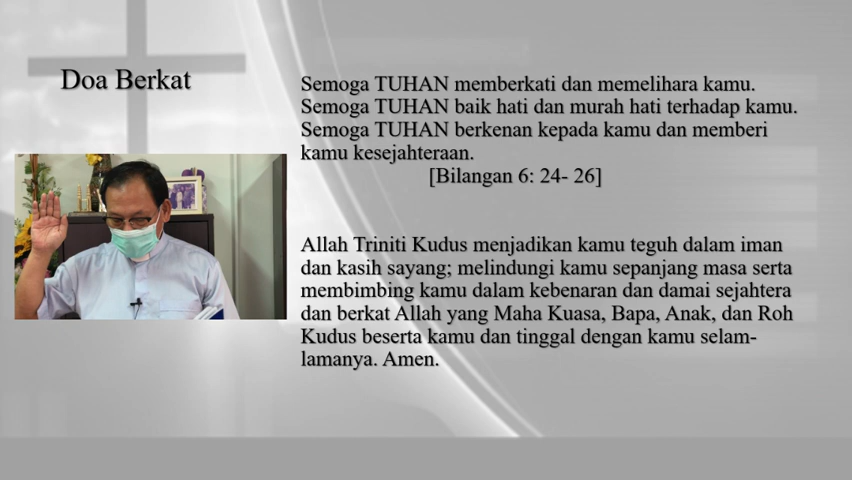 Doa Berkat
Semoga TUHAN memberkati dan memelihara kamu.
Semoga TUHAN baik hati dan murah hati terhadap kamu.
Semoga TUHAN berkenan kepada kamu dan memberi
kamu kesejahteraan.
[Bilangan 6: 24- 26]
Allah Triniti Kudus menjadikan kamu teguh dalam iman
dan kasih sayang; melindungi kamu sepanjang masa serta
membimbing kamu dalam kebenaran dan damai sejahtera
dan berkat Allah yang Maha Kuasa, Bapa, Anak, dan Roh
Kudus beserta kamu dan tinggal dengan kamu selam-
lamanya. Amen.